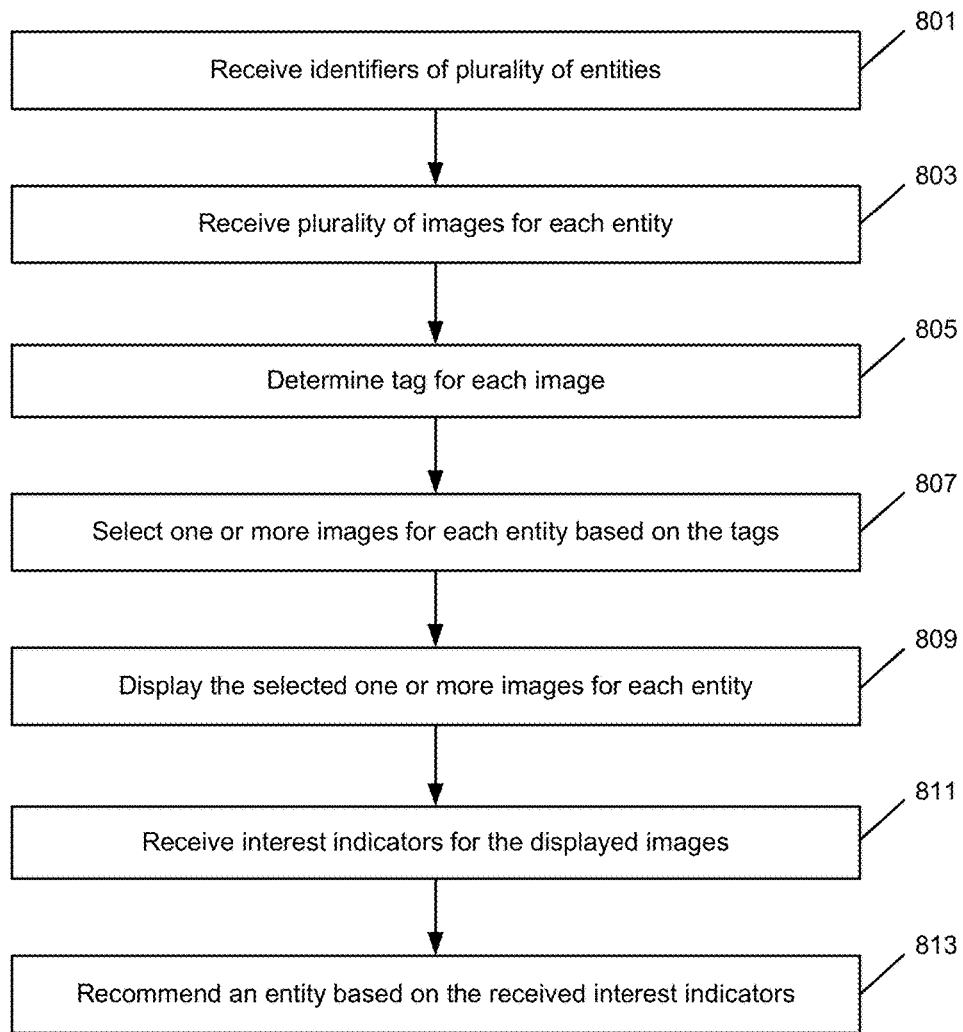 801
Receive identifiers of plurality of entities
803
Receive plurality of images for each entity
805
Determine tag for each image
807
Select one or more images for each entity based on the tags
809
Display the selected one or more images for each entity
811
Receive interest indicators for the displayed images
813
Recommend an entity based on the received interest indicators